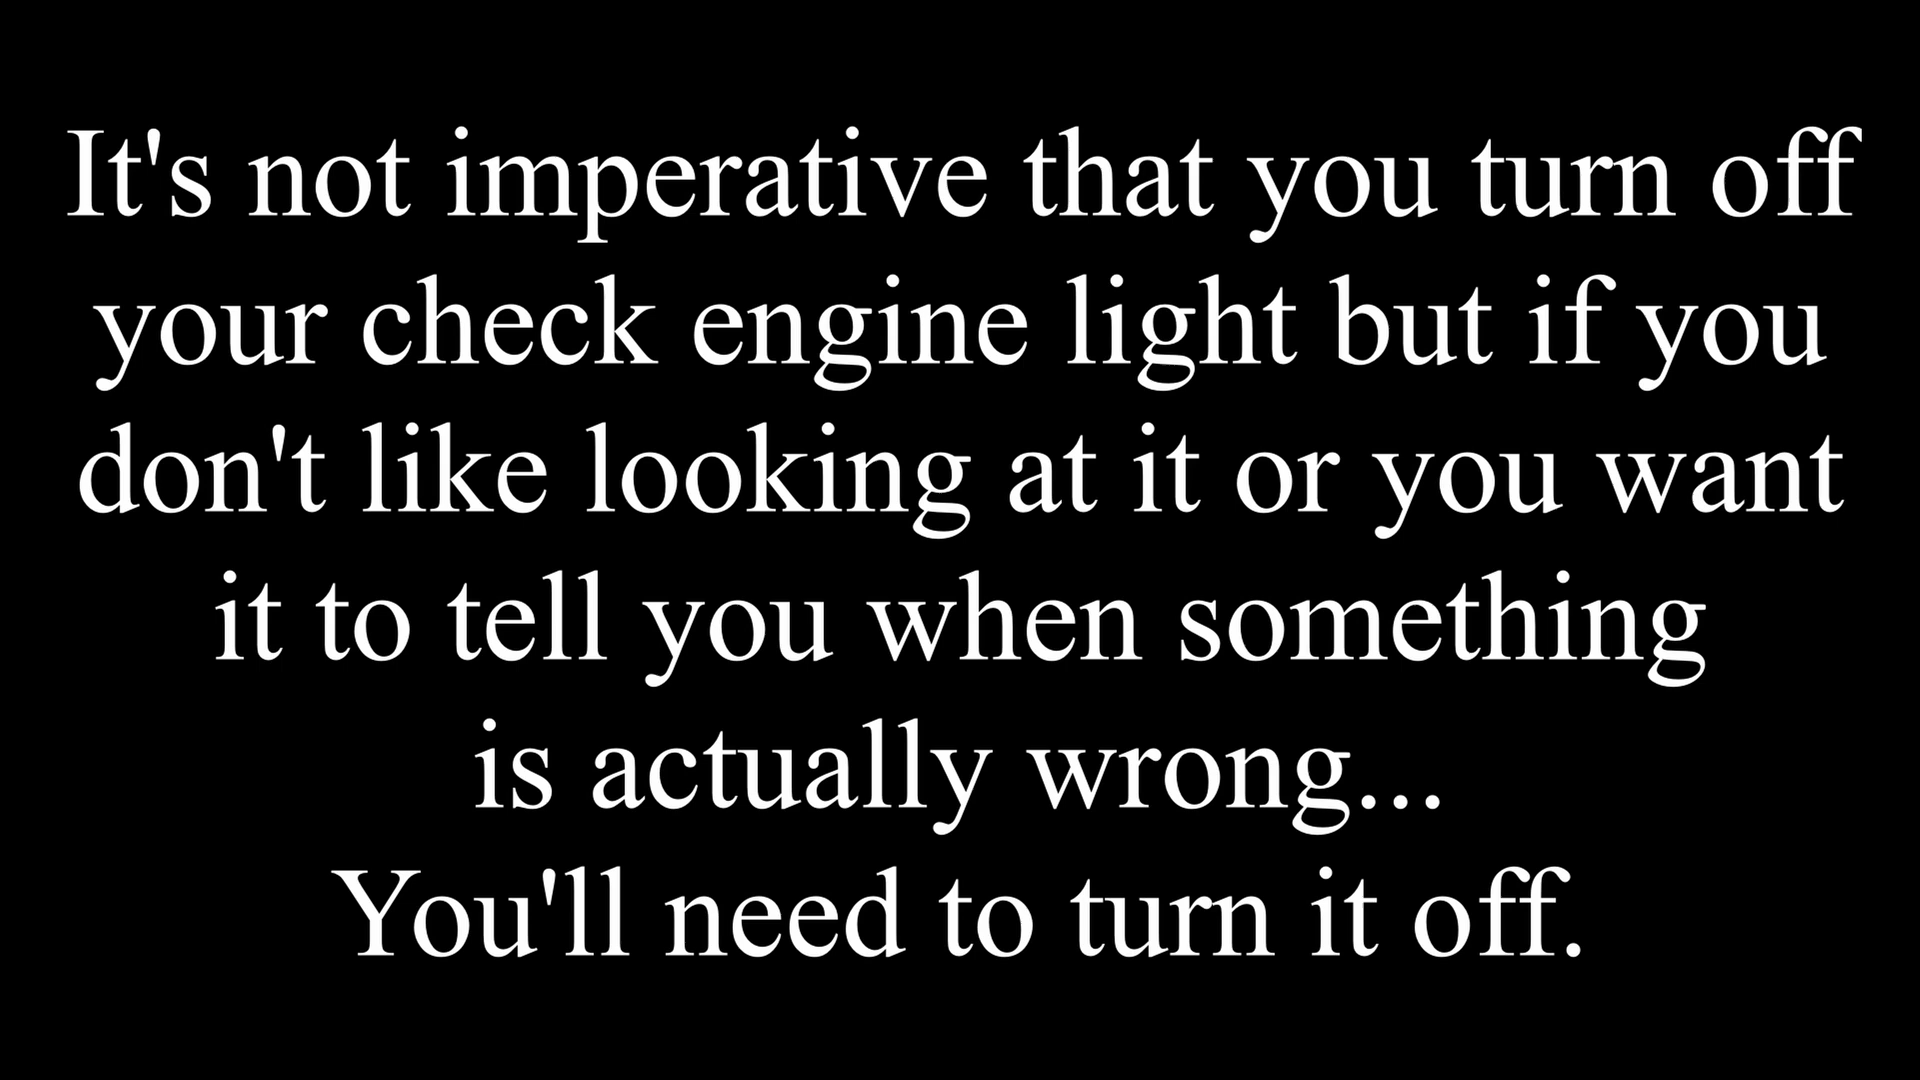 It's not imperative that you turn off
your check engine light but if you
don't like looking at it or you want
it to tell you when something
is actually wrong...
You'll need to turn it off.